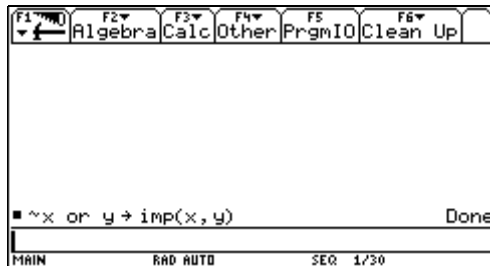 F1 F2 F3 F4 F5 F6
Algebra Calc Other PrgmIO Clean Up
■ ~x or y → imp(x,y) Done
MAIN RAD AUTO SEQ 1/30